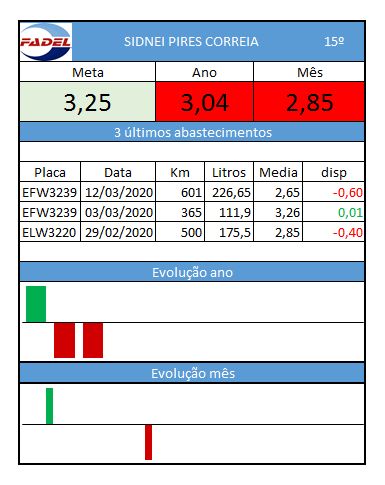 FADEL SIDNEI PIRES CORREIA 15º
Meta Ano Mês
3,25 3,04 2,85
3 últimos abastecimentos
Placa Data Km Litros Media disp
EFW3239 12/03/2020 601 226,65 2,65 -0,60
EFW3239 03/03/2020 365 111,9 3,26 0,01
ELW3220 29/02/2020 500 175,5 2,85 -0,40
Evolução ano
Evolução mês